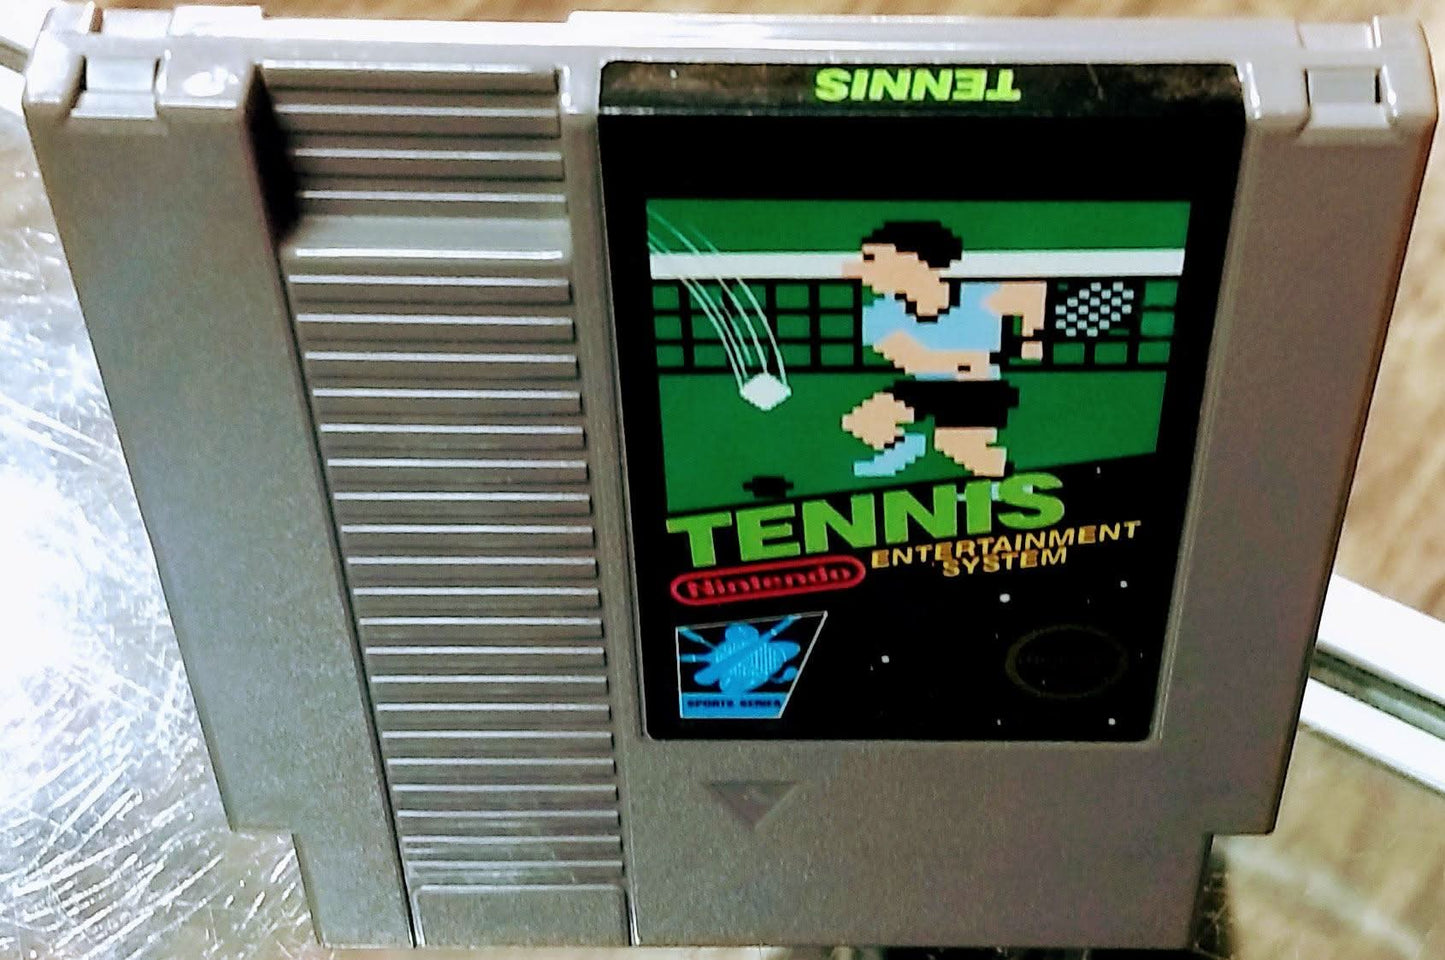 TENNIS
TENNIS
Nintendo
ENTERTAINMENT
SYSTEM
SPORTS SERIES